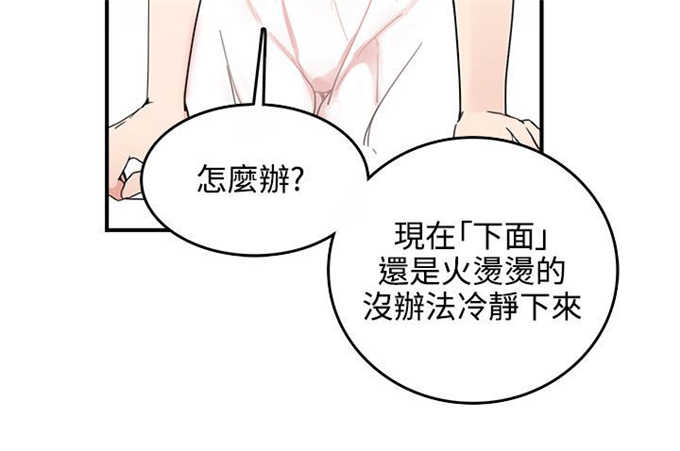 怎麼辦?
現在「下面」
還是火燙燙的
沒辦法冷靜下來